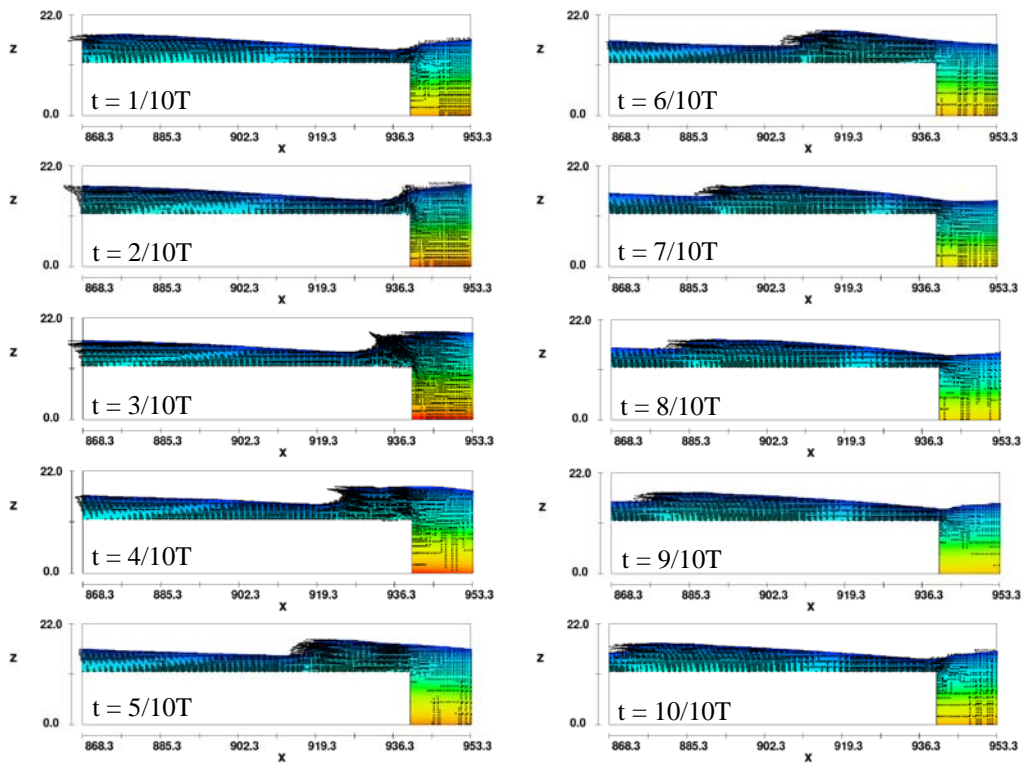 22.0
z
0.0
t = 1/10T
868.3 885.3 902.3 919.3 936.3 953.3
x
22.0
z
0.0
t = 2/10T
868.3 885.3 902.3 919.3 936.3 953.3
x
22.0
z
0.0
t = 3/10T
868.3 885.3 902.3 919.3 936.3 953.3
x
22.0
z
0.0
t = 4/10T
868.3 885.3 902.3 919.3 936.3 953.3
x
22.0
z
0.0
t = 5/10T
868.3 885.3 902.3 919.3 936.3 953.3
x
22.0
z
0.0
t = 6/10T
868.3 885.3 902.3 919.3 936.3 953.3
x
22.0
z
0.0
t = 7/10T
868.3 885.3 902.3 919.3 936.3 953.3
x
22.0
z
0.0
t = 8/10T
868.3 885.3 902.3 919.3 936.3 953.3
x
22.0
z
0.0
t = 9/10T
868.3 885.3 902.3 919.3 936.3 953.3
x
22.0
z
0.0
t = 10/10T
868.3 885.3 902.3 919.3 936.3 953.3
x